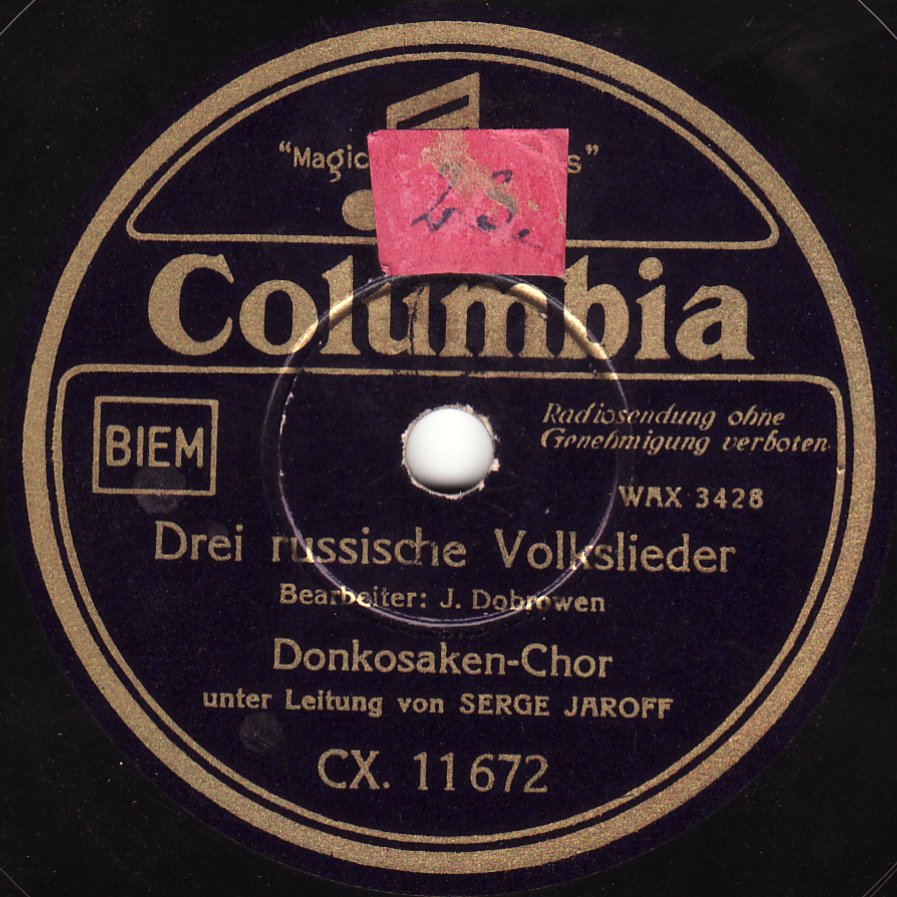 "Magic s"
Columbia
BIEM
Radiosendung ohne
Genehmigung verboten
WAX 3428
Drei russische Volkslieder
Bearbeiter: J. Dobrowen
Donkosaken-Chor
unter Leitung von SERGE JAROFF
CX. 11672